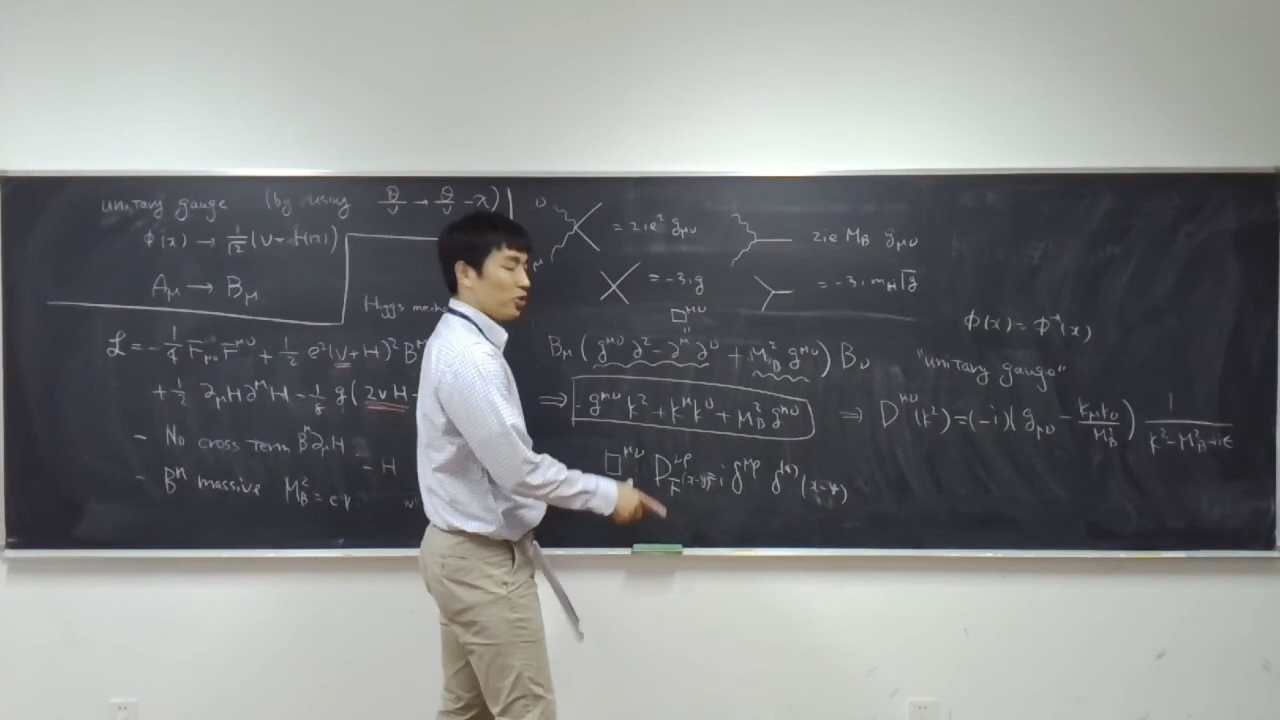 unitary gauge (by using θ/v → θ/v - χ)
φ(x) → 1/√2 (v + H(x))
A_μ → B_μ
Higgs mech
ℒ = -1/4 F_μν F^μν + 1/2 e²(v+H)² B^μ
+ 1/2 ∂_μH ∂^μH - 1/8 g(2vH
- No cross term B^μ∂_μH
- H
- B^μ massive M_B² = e v
ν
μ
= 2ie² g_μν
2ie M_B g_μν
= -3ig
= -3i m_H √g
□^μν
B_μ ( g^μν ∂² - ∂^μ ∂^ν + M_B² g^μν ) B_ν
⇒ -g^μν k² + k^μ k^ν + M_B² g^μν
□^μν D_F^νρ(x-y) = i g^μρ δ^(4)(x-y)
φ(x) = φ*(x)
"unitary gauge"
⇒ D^μν(k²) = (-i)( g_μν - k_μk_ν/M_B² ) 1/(k² - M_B² + iε)